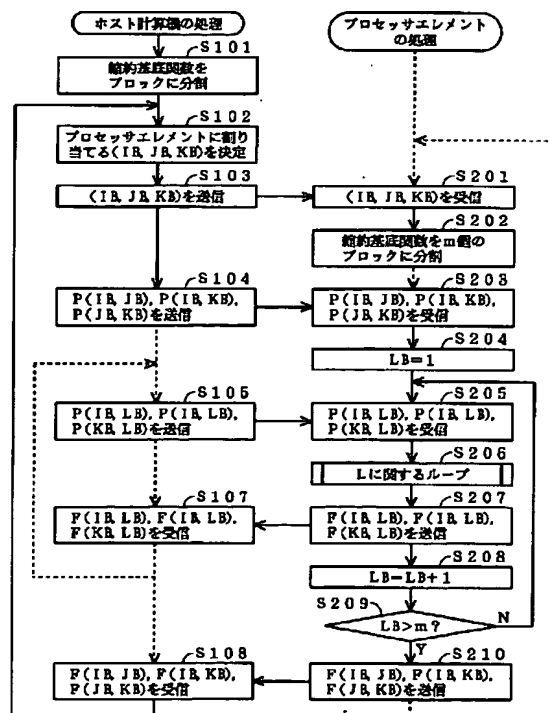 ホスト計算機の処理
S101
縮約基底関数を
ブロックに分割
S102
プロセッサエレメントに割り
当てる(IB, JB, KB)を決定
S103
(IB, JB, KB)を送信
S104
P(IB, JB), P(IB, KB),
P(JB, KB)を送信
S105
P(IB, LB), P(IB, LB),
P(KB, LB)を送信
S107
F(IB, LB), F(IB, LB),
F(KB, LB)を受信
S108
F(IB, JB), F(IB, KB),
F(JB, KB)を受信
プロセッサエレメント
の処理
S201
(IB, JB, KB)を受信
S202
縮約基底関数をm個の
ブロックに分割
S203
P(IB, JB), P(IB, KB),
P(JB, KB)を受信
S204
LB=1
S205
P(IB, LB), P(IB, LB),
P(KB, LB)を受信
S206
Lに関するループ
S207
F(IB, LB), F(IB, LB),
F(KB, LB)を送信
S208
LB=LB+1
S209
LB>m?
N
Y
S210
F(IB, JB), P(IB, KB),
F(JB, KB)を送信